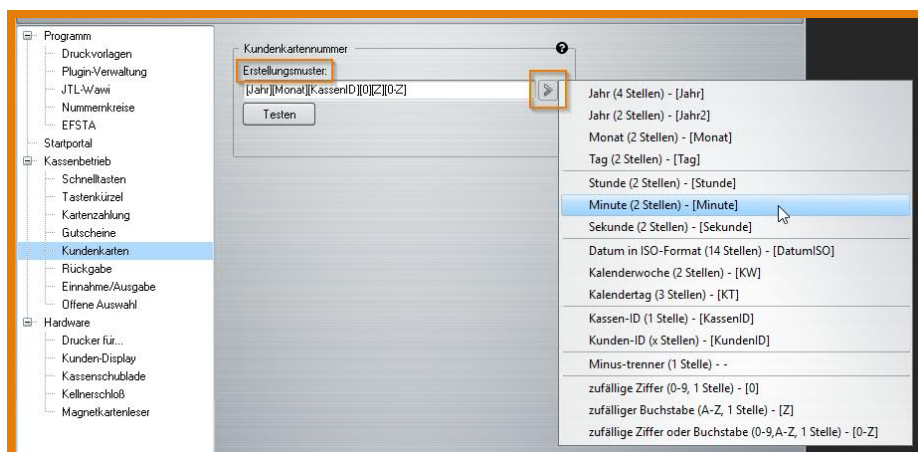 Programm
Druckvorlagen
Plugin-Verwaltung
JTL-Wawi
Nummernkreise
EFSTA
Startportal
Kassenbetrieb
Schnelltasten
Tastenkürzel
Kartenzahlung
Gutscheine
Kundenkarten
Rückgabe
Einnahme/Ausgabe
Offene Auswahl
Hardware
Drucker für...
Kunden-Display
Kassenschublade
Kellnerschloß
Magnetkartenleser
Kundenkartennummer
Erstellungsmuster:
[Jahr][Monat][KassenID][0][Z][0-Z]
Testen
Jahr (4 Stellen) - [Jahr]
Jahr (2 Stellen) - [Jahr2]
Monat (2 Stellen) - [Monat]
Tag (2 Stellen) - [Tag]
Stunde (2 Stellen) - [Stunde]
Minute (2 Stellen) - [Minute]
Sekunde (2 Stellen) - [Sekunde]
Datum in ISO-Format (14 Stellen) - [DatumISO]
Kalenderwoche (2 Stellen) - [KW]
Kalendertag (3 Stellen) - [KT]
Kassen-ID (1 Stelle) - [KassenID]
Kunden-ID (x Stellen) - [KundenID]
Minus-trenner (1 Stelle) - -
zufällige Ziffer (0-9, 1 Stelle) - [0]
zufälliger Buchstabe (A-Z, 1 Stelle) - [Z]
zufällige Ziffer oder Buchstabe (0-9,A-Z, 1 Stelle) - [0-Z]